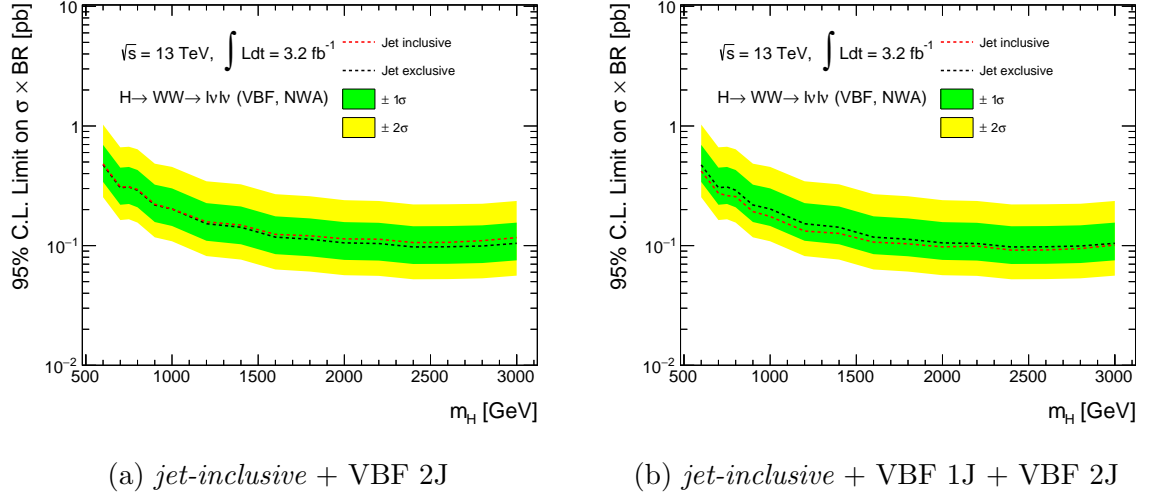 95% C.L. Limit on σ × BR [pb]
10
1
10⁻¹
10⁻²
√s = 13 TeV, ∫ Ldt = 3.2 fb⁻¹
H→ WW→ lνlν (VBF, NWA)
Jet inclusive
Jet exclusive
± 1σ
± 2σ
500 1000 1500 2000 2500 3000
m_H [GeV]
(a) jet-inclusive + VBF 2J
95% C.L. Limit on σ × BR [pb]
10
1
10⁻¹
10⁻²
√s = 13 TeV, ∫ Ldt = 3.2 fb⁻¹
H→ WW→ lνlν (VBF, NWA)
Jet inclusive
Jet exclusive
± 1σ
± 2σ
500 1000 1500 2000 2500 3000
m_H [GeV]
(b) jet-inclusive + VBF 1J + VBF 2J